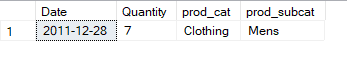 Date Quantity prod_cat prod_subcat
1 2011-12-28 7 Clothing Mens